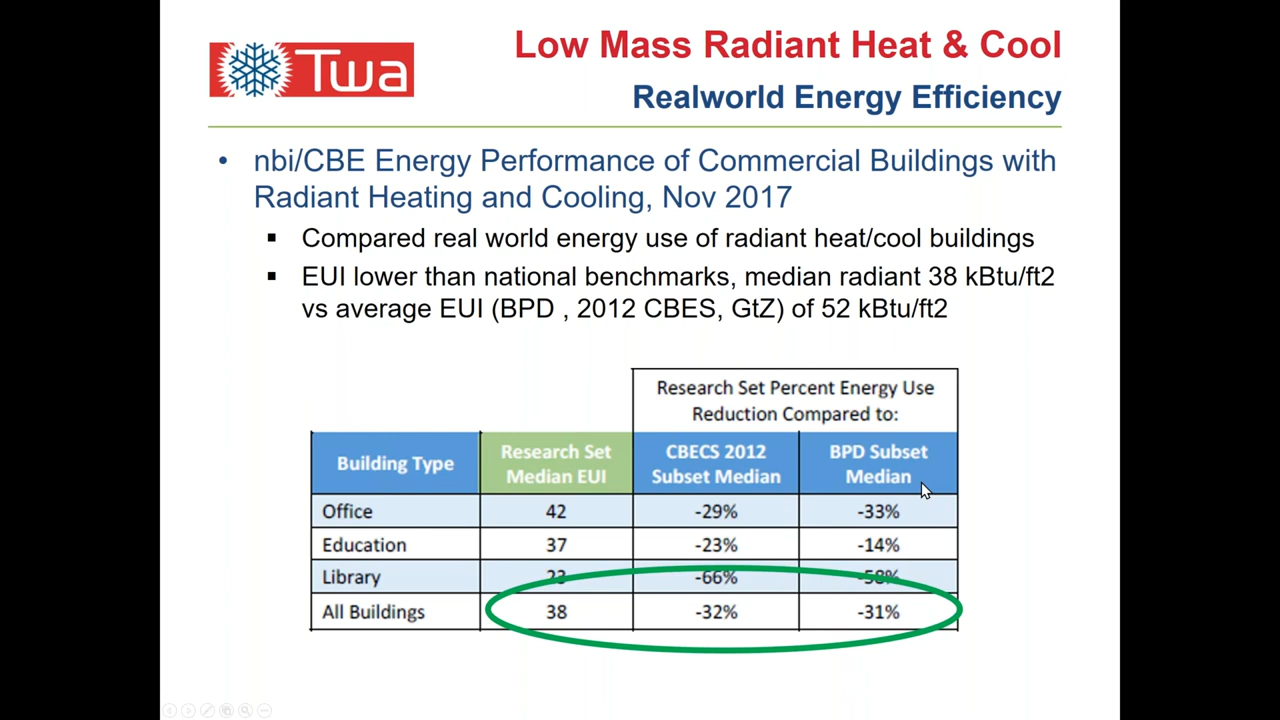 Twa
Low Mass Radiant Heat & Cool
Realworld Energy Efficiency
• nbi/CBE Energy Performance of Commercial Buildings with
Radiant Heating and Cooling, Nov 2017
▪ Compared real world energy use of radiant heat/cool buildings
▪ EUI lower than national benchmarks, median radiant 38 kBtu/ft2
vs average EUI (BPD , 2012 CBES, GtZ) of 52 kBtu/ft2
Research Set Percent Energy Use
Reduction Compared to:
Building Type
Research Set
Median EUI
CBECS 2012
Subset Median
BPD Subset
Median
Office 42 -29% -33%
Education 37 -23% -14%
Library 23 -66% -58%
All Buildings 38 -32% -31%